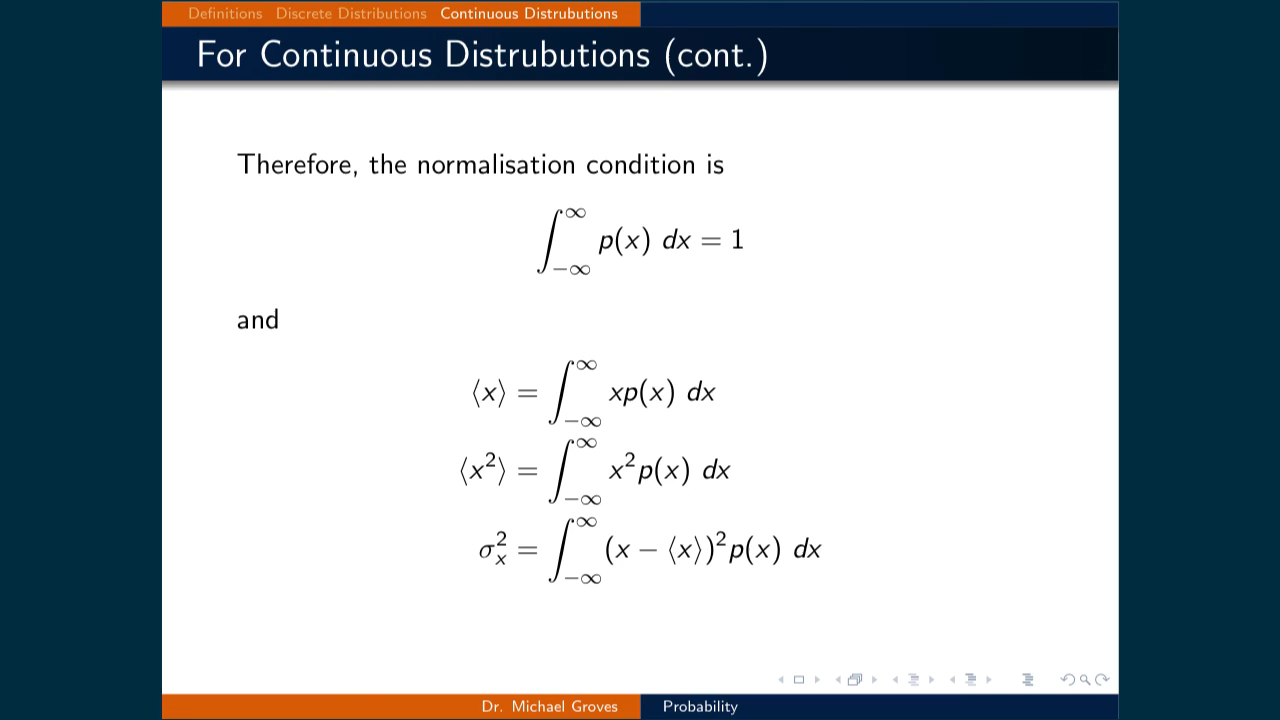 Definitions Discrete Distributions Continuous Distrubutions
For Continuous Distrubutions (cont.)
Therefore, the normalisation condition is
∫_{−∞}^{∞} p(x) dx = 1
and
⟨x⟩ = ∫_{−∞}^{∞} xp(x) dx
⟨x²⟩ = ∫_{−∞}^{∞} x²p(x) dx
σ²ₓ = ∫_{−∞}^{∞} (x − ⟨x⟩)²p(x) dx
Dr. Michael Groves Probability